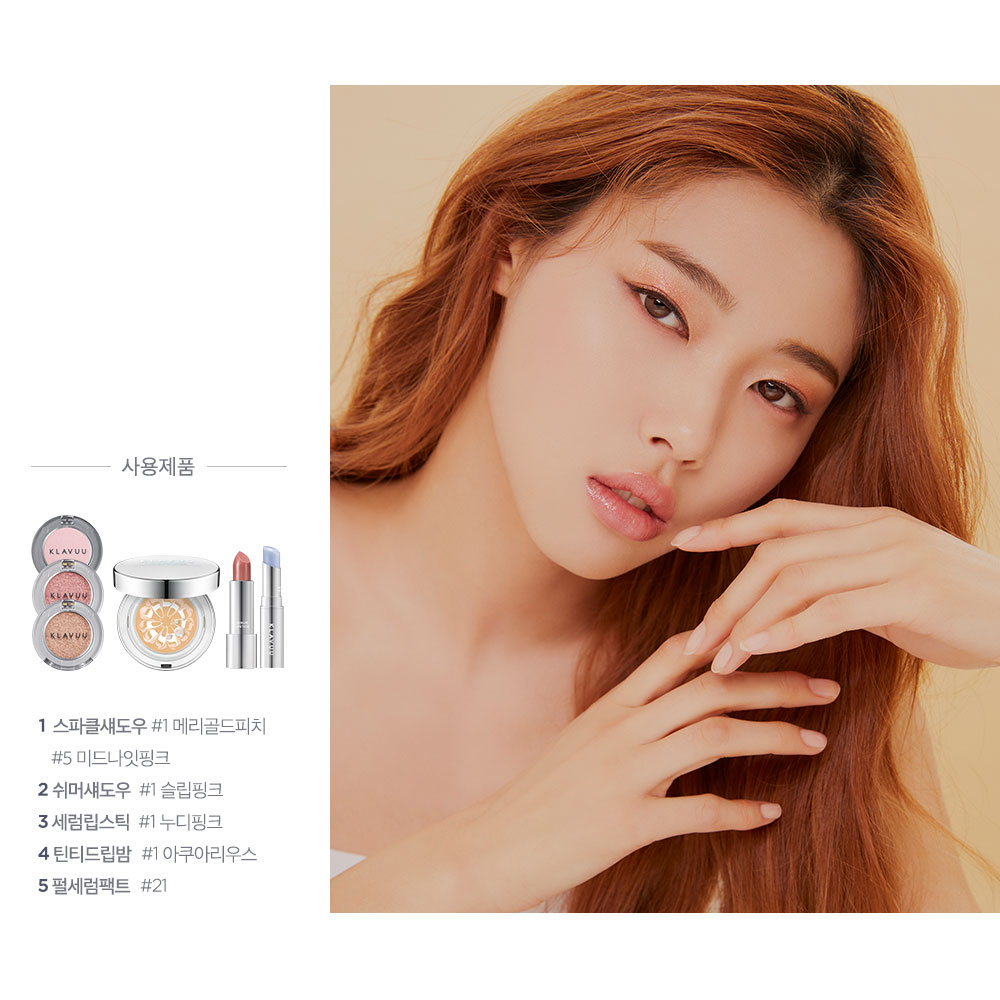 사용제품
KLAVUU
KLAVUU
KLAVUU
KLAVUU
1 스파클섀도우 #1 메리골드피치
#5 미드나잇핑크
2 쉬머섀도우 #1 슬립핑크
3 세럼립스틱 #1 누디핑크
4 틴티드립밤 #1 아쿠아리우스
5 펄세럼팩트 #21